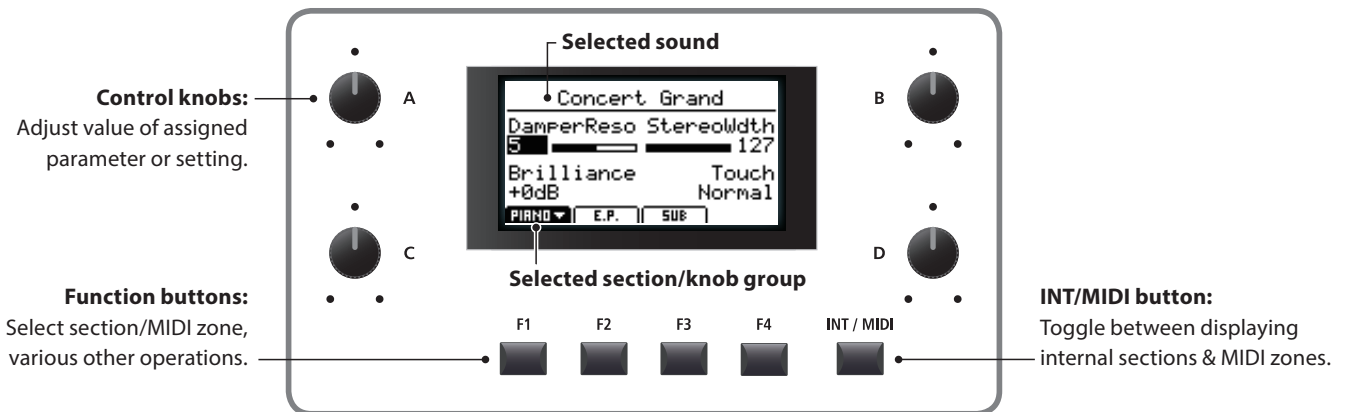 Selected sound
Control knobs:
Adjust value of assigned
parameter or setting.
A
B
Concert Grand
DamperReso StereoWdth
5 127
Brilliance Touch
+0dB Normal
PIANO E.P. SUB
C
D
Selected section/knob group
Function buttons:
Select section/MIDI zone,
various other operations.
F1 F2 F3 F4 INT / MIDI
INT/MIDI button:
Toggle between displaying
internal sections & MIDI zones.